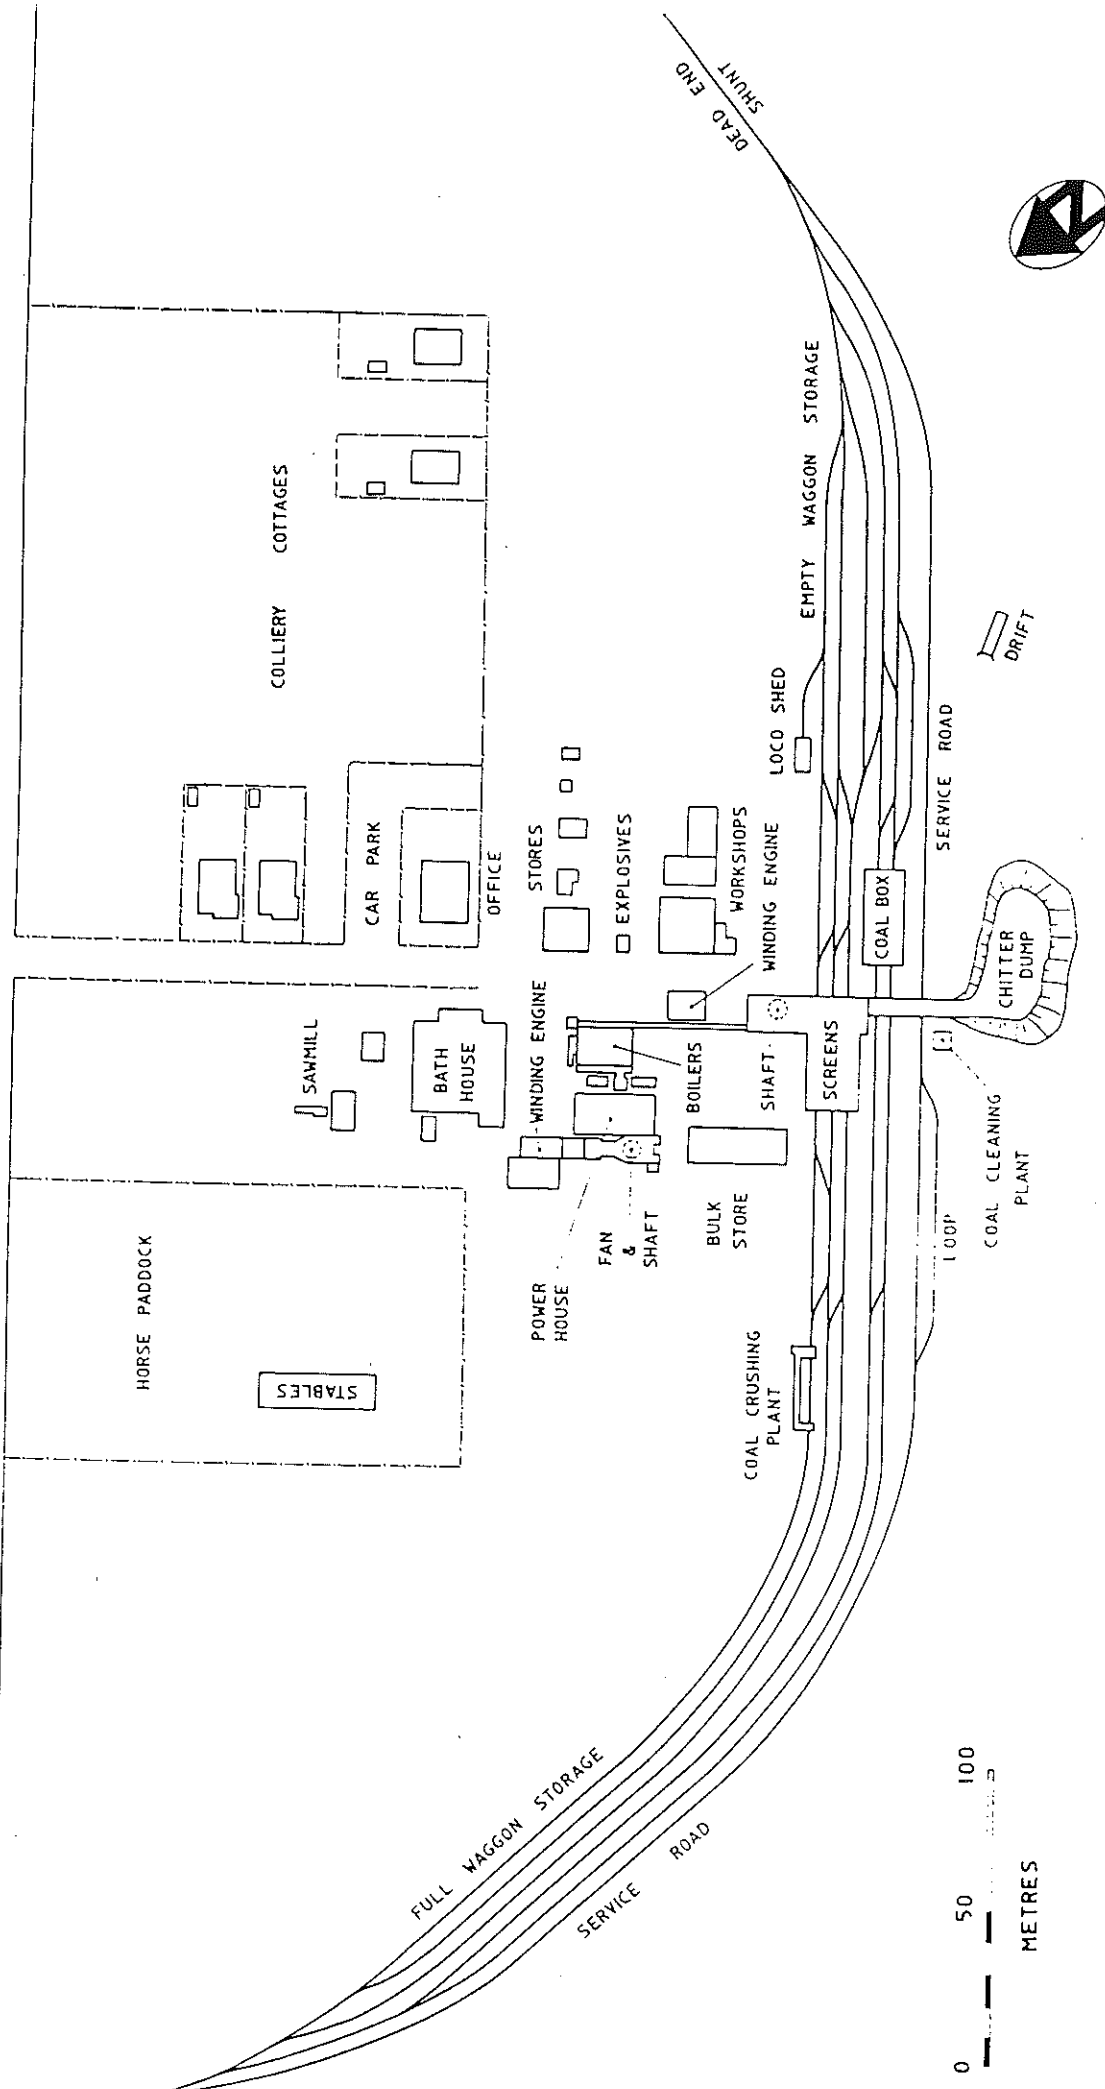 DEAD END
SHUNT
COLLIERY COTTAGES
EMPTY WAGGON STORAGE
DRIFT
LOCO SHED
SERVICE ROAD
CAR PARK
OFFICE
STORES
EXPLOSIVES
WORKSHOPS
WINDING ENGINE
COAL BOX
CHITTER
DUMP
SAWMILL
BATH
HOUSE
WINDING ENGINE
BOILERS
SHAFT
SCREENS
COAL CLEANING
PLANT
LOOP
HORSE PADDOCK
STABLES
POWER
HOUSE
FAN
&
SHAFT
BULK
STORE
COAL CRUSHING
PLANT
FULL WAGGON STORAGE
SERVICE ROAD
0 50 100
METRES
N